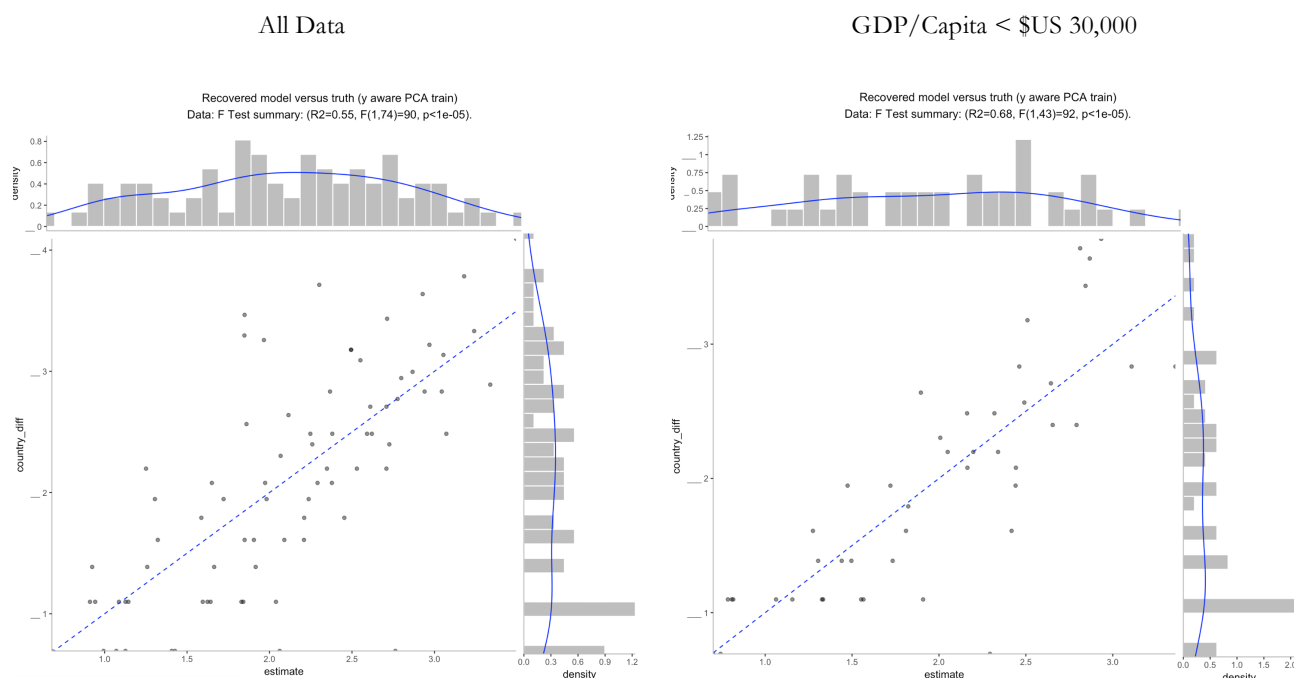 All Data
GDP/Capita < $US 30,000
Recovered model versus truth (y aware PCA train)
Data: F Test summary: (R2=0.55, F(1,74)=90, p<1e-05).
0.8
0.6
0.4
0.2
0
density
4
3
2
1
country_diff
1.0 1.5 2.0 2.5 3.0
estimate
0.0 0.3 0.6 0.9 1.2
density
Recovered model versus truth (y aware PCA train)
Data: F Test summary: (R2=0.68, F(1,43)=92, p<1e-05).
1.25
1
0.75
0.5
0.25
0
density
3
2
1
country_diff
1.0 1.5 2.0 2.5 3.0
estimate
0.0 0.5 1.0 1.5 2.0
density